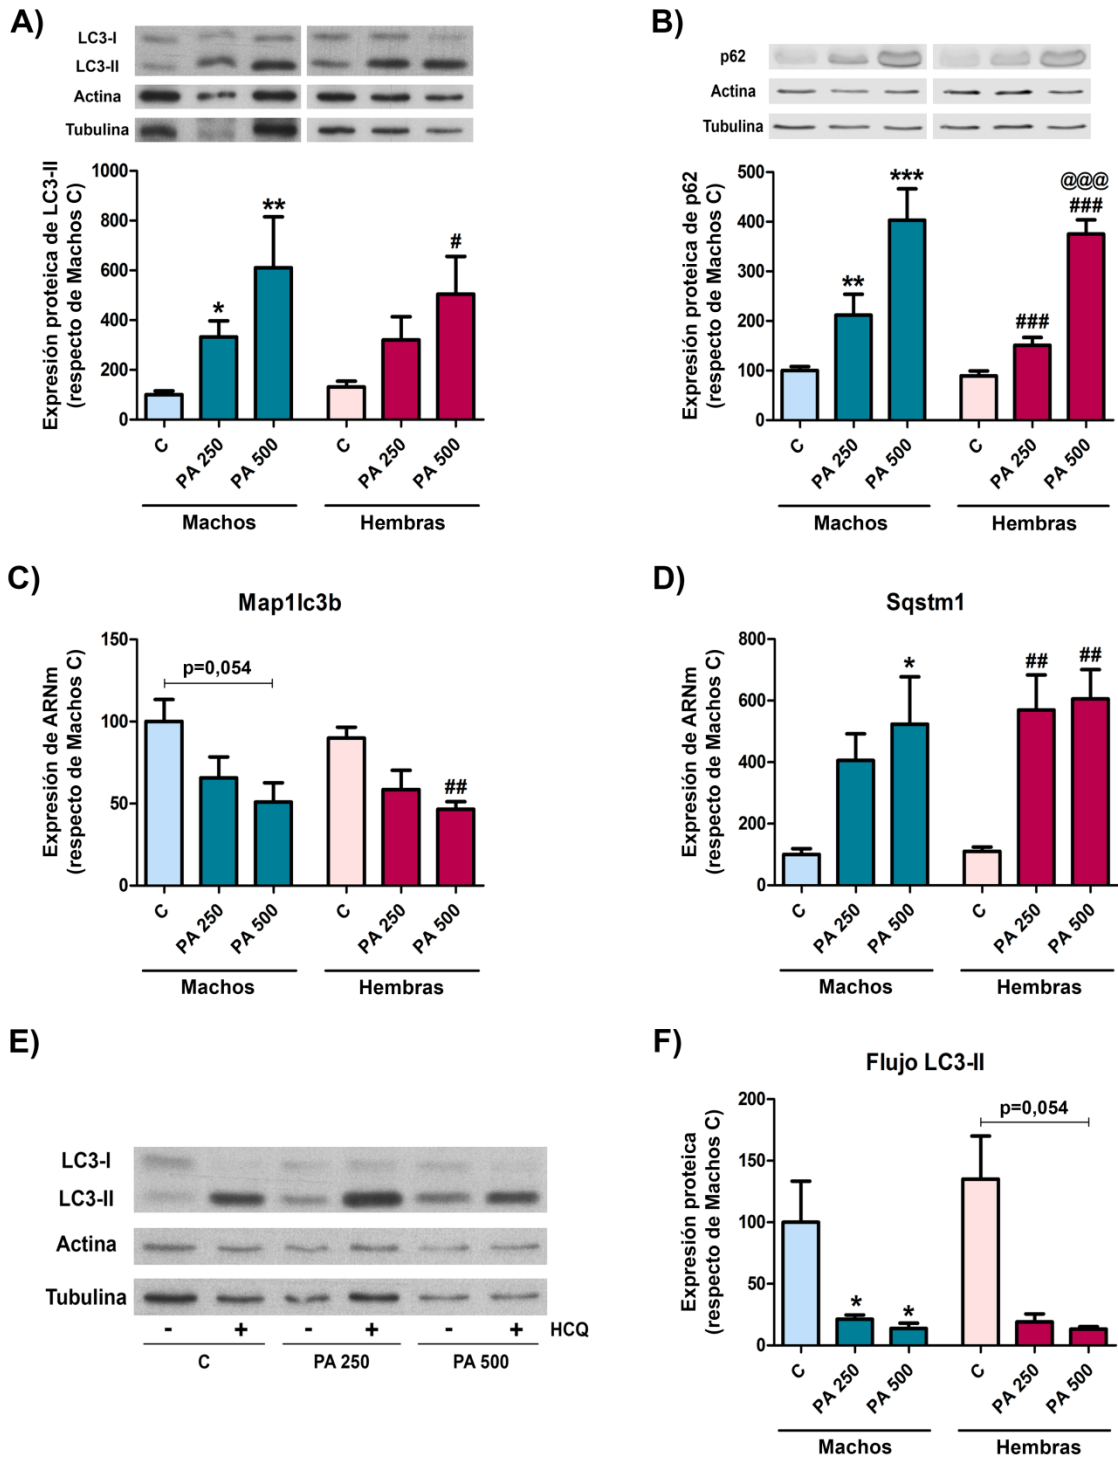 A)
LC3-I
LC3-II
Actina
Tubulina
Expresión proteica de LC3-II
(respecto de Machos C)
1000
800
600
400
200
0
*
**
#
C
PA 250
PA 500
C
PA 250
PA 500
Machos
Hembras
B)
p62
Actina
Tubulina
Expresión proteica de p62
(respecto de Machos C)
500
400
300
200
100
0
**
***
###
@@@
###
C
PA 250
PA 500
C
PA 250
PA 500
Machos
Hembras
C)
Map1lc3b
Expresión de ARNm
(respecto de Machos C)
150
100
50
0
p=0,054
##
C
PA 250
PA 500
C
PA 250
PA 500
Machos
Hembras
D)
Sqstm1
Expresión de ARNm
(respecto de Machos C)
800
600
400
200
0
*
##
##
C
PA 250
PA 500
C
PA 250
PA 500
Machos
Hembras
E)
LC3-I
LC3-II
Actina
Tubulina
- + - + - + HCQ
C PA 250 PA 500
F)
Flujo LC3-II
Expresión proteica
(respecto de Machos C)
200
150
100
50
0
*
*
p=0,054
C
PA 250
PA 500
C
PA 250
PA 500
Machos
Hembras